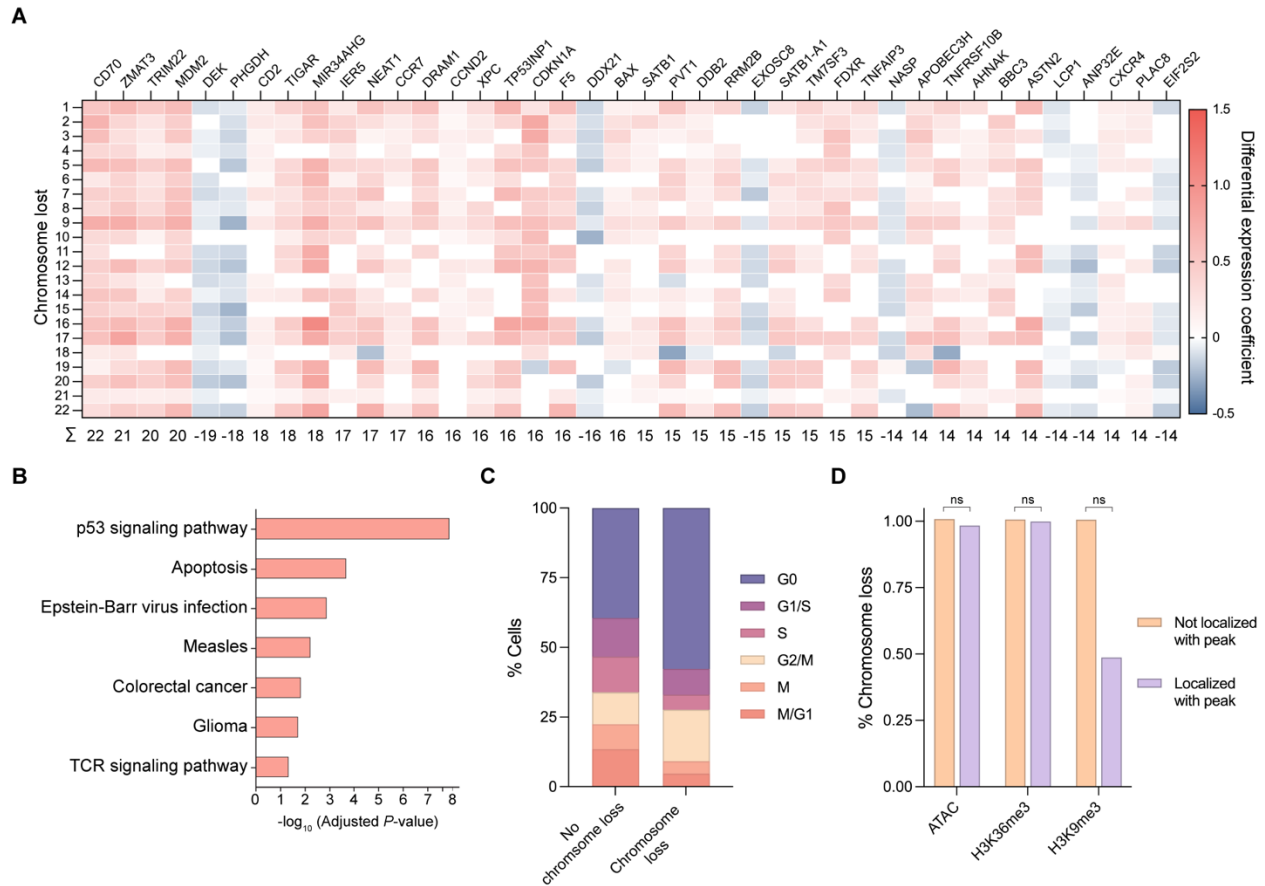 A
CD70 ZMAT3 TRIM22 MDM2 DEK PHGDH CD2 TIGAR MIR34AHG IER5 NEAT1 CCR7 DRAM1 CCND2 XPC TP53INP1 CDKN1A F5 DDX21 BAX SATB1 PVT1 DDB2 RRM2B EXOSC8 SATB1-A1 TM7SF3 FDXR TNFAIP3 NASP APOBEC3H TNFRSF10B AHNAK BBC3 ASTN2 LCP1 ANP32E CXCR4 PLAC8 EIF2S2
Chromosome lost
1
2
3
4
5
6
7
8
9
10
11
12
13
14
15
16
17
18
19
20
21
22
Σ 22 21 20 20 -19 -18 18 18 18 17 17 17 16 16 16 16 16 16 -16 16 15 15 15 15 -15 15 15 15 15 -14 14 14 14 14 14 -14 -14 14 14 -14
1.5
1.0
0.5
0
-0.5
Differential expression coefficient
B
p53 signaling pathway
Apoptosis
Epstein-Barr virus infection
Measles
Colorectal cancer
Glioma
TCR signaling pathway
0 1 2 3 4 5 6 7 8
-log10 (Adjusted P-value)
C
% Cells
100
75
50
25
0
No
chromsome loss
Chromosome
loss
G0
G1/S
S
G2/M
M
M/G1
D
% Chromosome loss
1.00
0.75
0.50
0.25
0.00
ns ns ns
ATAC
H3K36me3
H3K9me3
Not localized
with peak
Localized
with peak